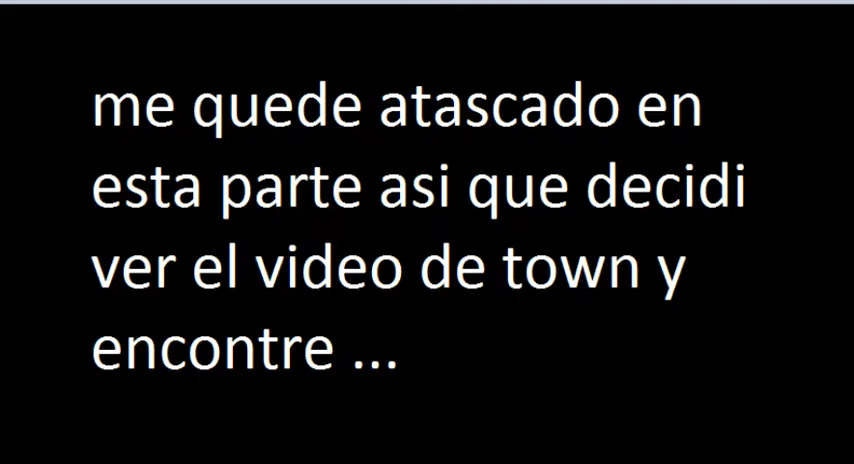 me quede atascado en
esta parte asi que decidi
ver el video de town y
encontre ...